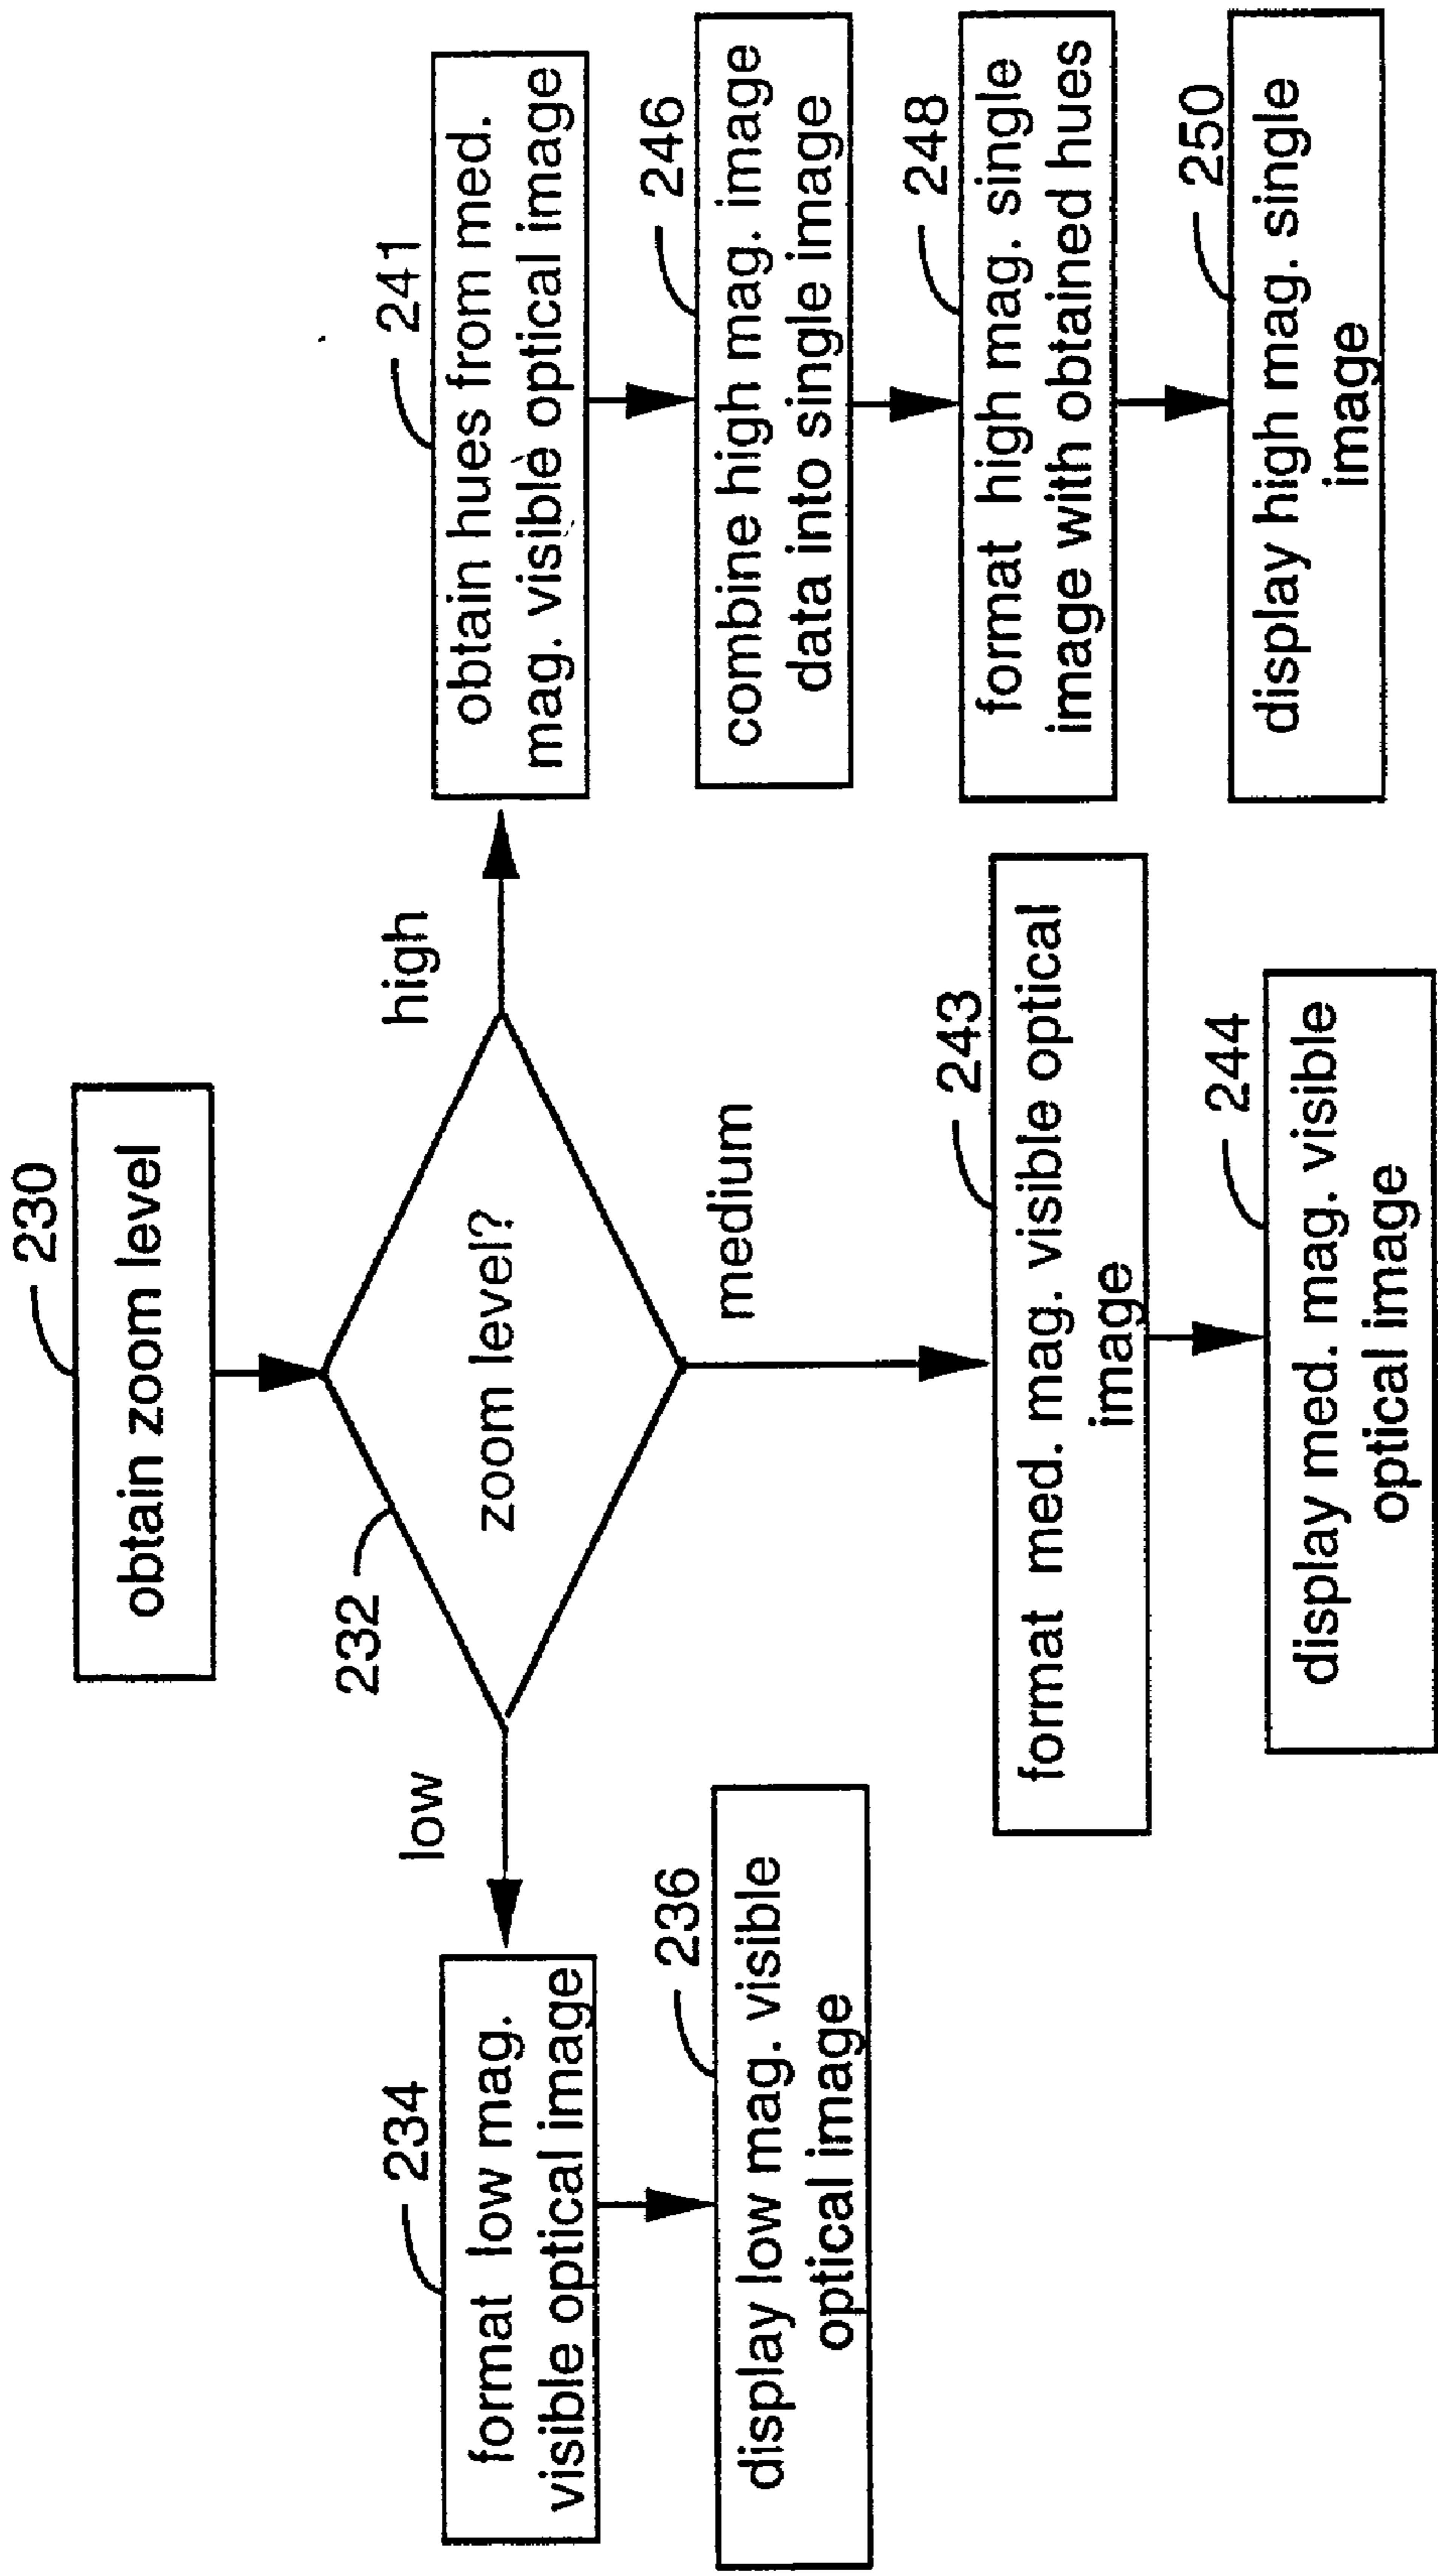 230
obtain zoom level
232
zoom level?
low
high
medium
234
format low mag.
visible optical image
236
display low mag. visible
optical image
243
format med. mag. visible optical
image
244
display med. mag. visible
optical image
241
obtain hues from med.
mag. visible optical image
246
combine high mag. image
data into single image
248
format high mag. single
image with obtained hues
250
display high mag. single
image